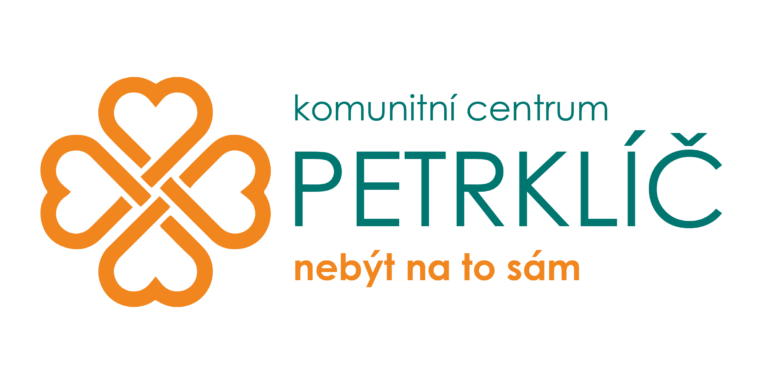 komunitní centrum
PETRKLÍČ
nebýt na to sám